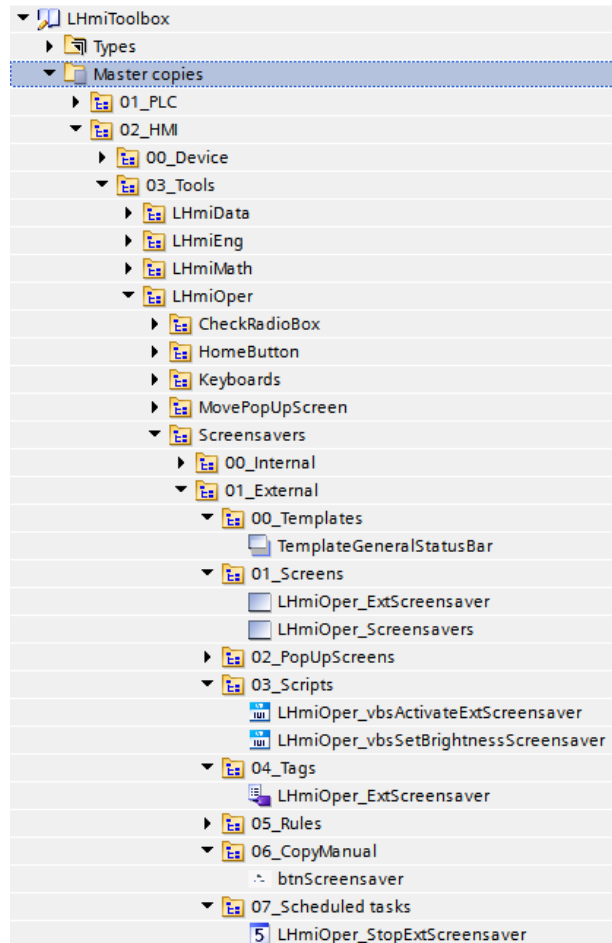 LHmiToolbox
Types
Master copies
01_PLC
02_HMI
00_Device
03_Tools
LHmiData
LHmiEng
LHmiMath
LHmiOper
CheckRadioBox
HomeButton
Keyboards
MovePopUpScreen
Screensavers
00_Internal
01_External
00_Templates
TemplateGeneralStatusBar
01_Screens
LHmiOper_ExtScreensaver
LHmiOper_Screensavers
02_PopUpScreens
03_Scripts
LHmiOper_vbsActivateExtScreensaver
LHmiOper_vbsSetBrightnessScreensaver
04_Tags
LHmiOper_ExtScreensaver
05_Rules
06_CopyManual
btnScreensaver
07_Scheduled tasks
5 LHmiOper_StopExtScreensaver